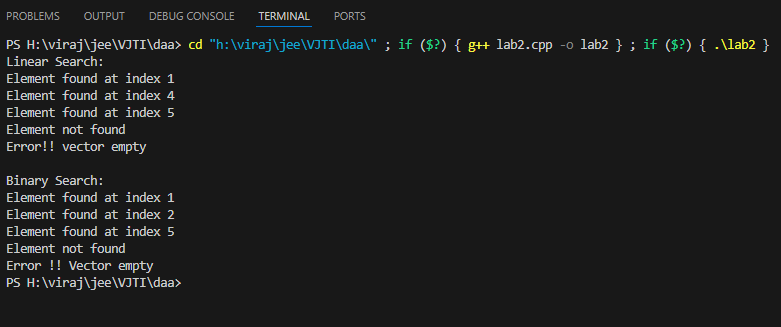 PROBLEMS OUTPUT DEBUG CONSOLE TERMINAL PORTS
PS H:\viraj\jee\VJTI\daa> cd "h:\viraj\jee\VJTI\daa\" ; if ($?) { g++ lab2.cpp -o lab2 } ; if ($?) { .\lab2 }
Linear Search:
Element found at index 1
Element found at index 4
Element found at index 5
Element not found
Error!! vector empty

Binary Search:
Element found at index 1
Element found at index 2
Element found at index 5
Element not found
Error !! Vector empty
PS H:\viraj\jee\VJTI\daa>